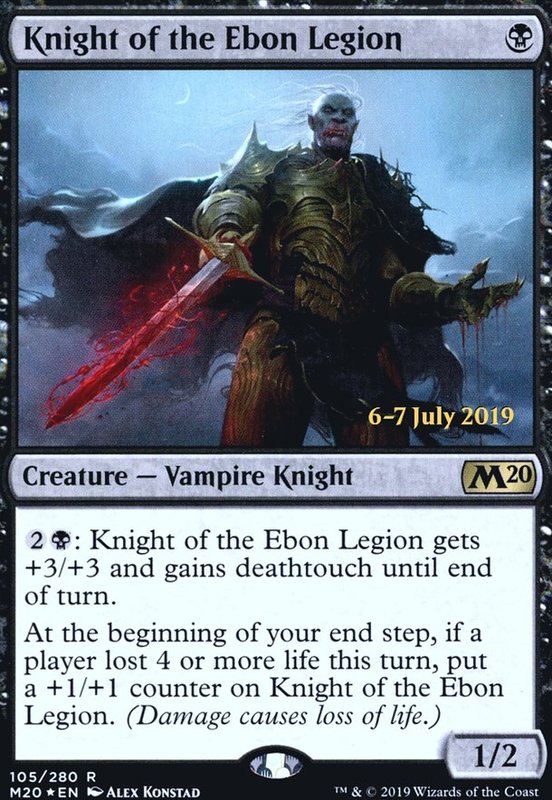 Knight of the Ebon Legion
6–7 July 2019
Creature — Vampire Knight
M20
2: Knight of the Ebon Legion gets
+3/+3 and gains deathtouch until end
of turn.
At the beginning of your end step, if a
player lost 4 or more life this turn, put
a +1/+1 counter on Knight of the Ebon
Legion. (Damage causes loss of life.)
1/2
105/280 R
M20 ★ EN Alex Konstad
™ & © 2019 Wizards of the Coast